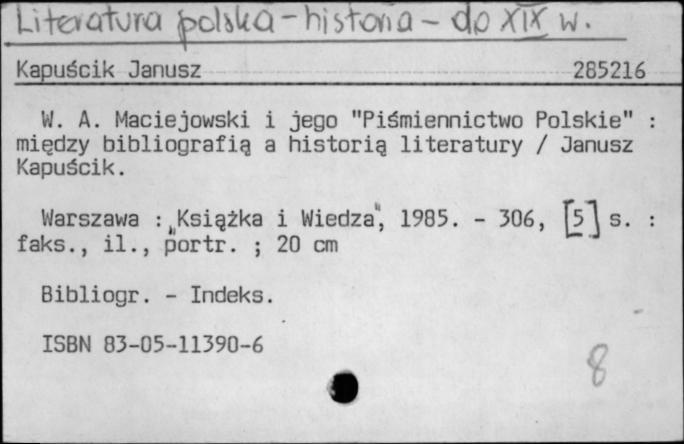 Literatura polska - historia - do XIX w.
Kapuścik Janusz 285216
W. A. Maciejowski i jego "Piśmiennictwo Polskie" :
między bibliografią a historią literatury / Janusz
Kapuścik.
Warszawa : „Książka i Wiedza", 1985. - 306, [5] s. :
faks., il., portr. ; 20 cm
Bibliogr. - Indeks.
ISBN 83-05-11390-6
8